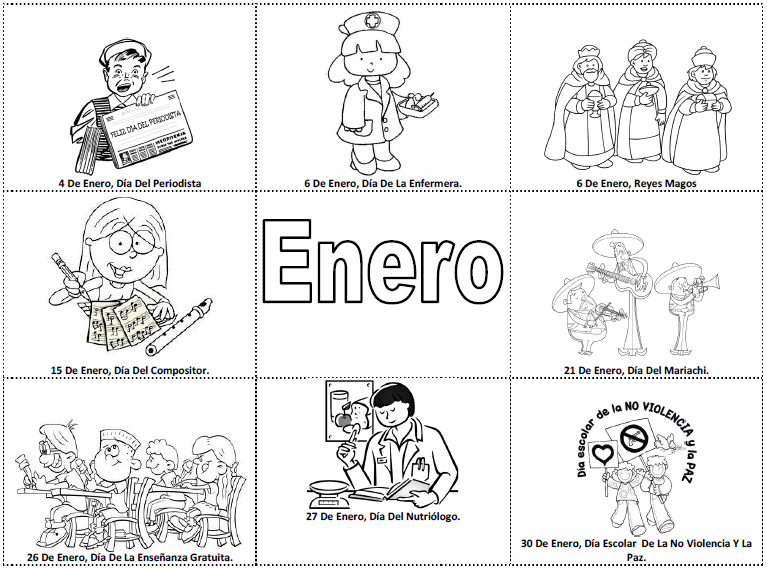 FELIZ DIA DEL PERIODISTA
4 De Enero, Día Del Periodista
6 De Enero, Día De La Enfermera.
6 De Enero, Reyes Magos
15 De Enero, Día Del Compositor.
Enero
21 De Enero, Día Del Mariachi.
26 De Enero, Día De La Enseñanza Gratuita.
27 De Enero, Día Del Nutriólogo.
Dia escolar de la NO VIOLENCIA y la PAZ
30 De Enero, Día Escolar De La No Violencia Y La
Paz.